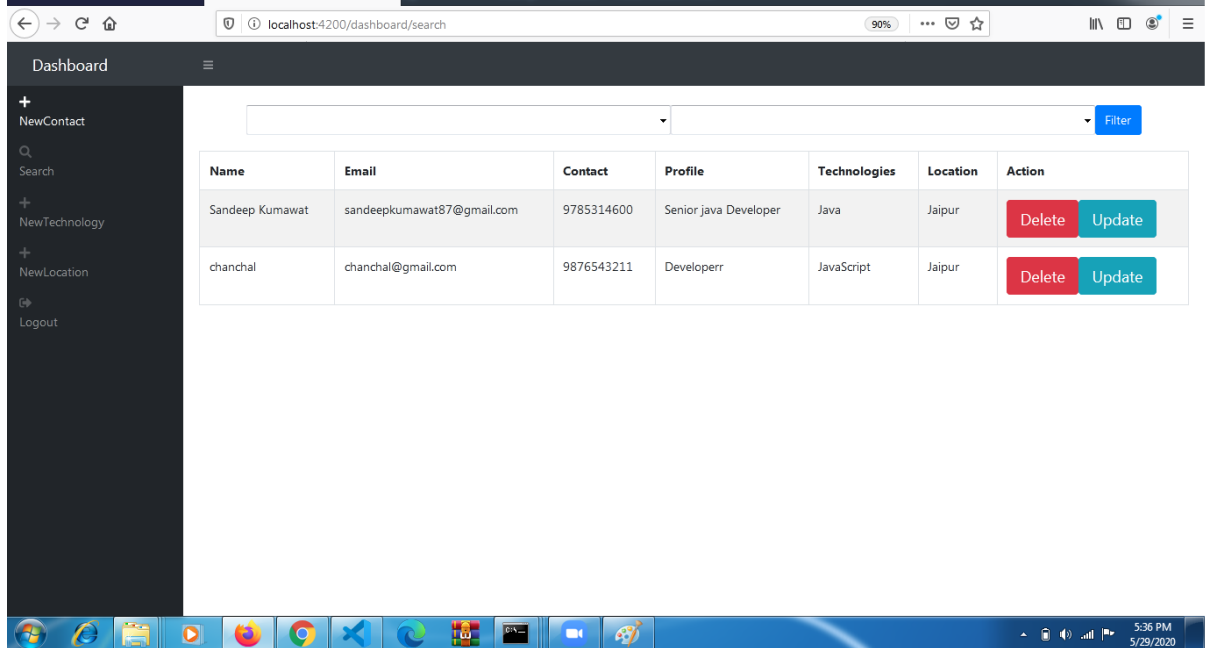 localhost:4200/dashboard/search
90%
Dashboard
NewContact
Search
NewTechnology
NewLocation
Logout
Filter
Name Email Contact Profile Technologies Location Action
Sandeep Kumawat sandeepkumawat87@gmail.com 9785314600 Senior java Developer Java Jaipur Delete Update
chanchal chanchal@gmail.com 9876543211 Developerr JavaScript Jaipur Delete Update
5:36 PM
5/29/2020